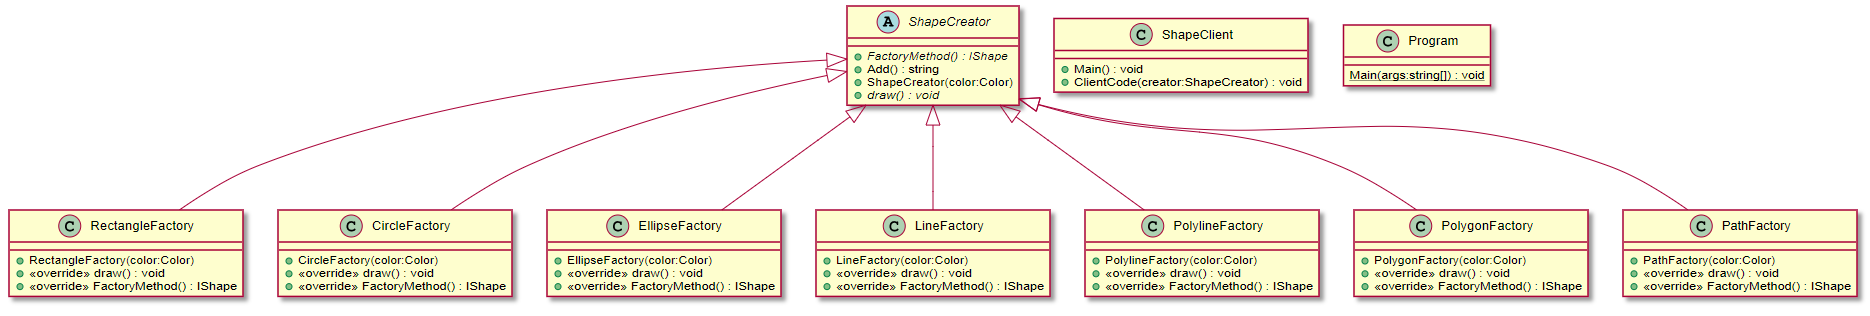 A ShapeCreator
FactoryMethod() : IShape
Add() : string
ShapeCreator(color:Color)
draw() : void
C ShapeClient
Main() : void
ClientCode(creator:ShapeCreator) : void
C Program
Main(args:string[]) : void
C RectangleFactory
RectangleFactory(color:Color)
«override» draw() : void
«override» FactoryMethod() : IShape
C CircleFactory
CircleFactory(color:Color)
«override» draw() : void
«override» FactoryMethod() : IShape
C EllipseFactory
EllipseFactory(color:Color)
«override» draw() : void
«override» FactoryMethod() : IShape
C LineFactory
LineFactory(color:Color)
«override» draw() : void
«override» FactoryMethod() : IShape
C PolylineFactory
PolylineFactory(color:Color)
«override» draw() : void
«override» FactoryMethod() : IShape
C PolygonFactory
PolygonFactory(color:Color)
«override» draw() : void
«override» FactoryMethod() : IShape
C PathFactory
PathFactory(color:Color)
«override» draw() : void
«override» FactoryMethod() : IShape